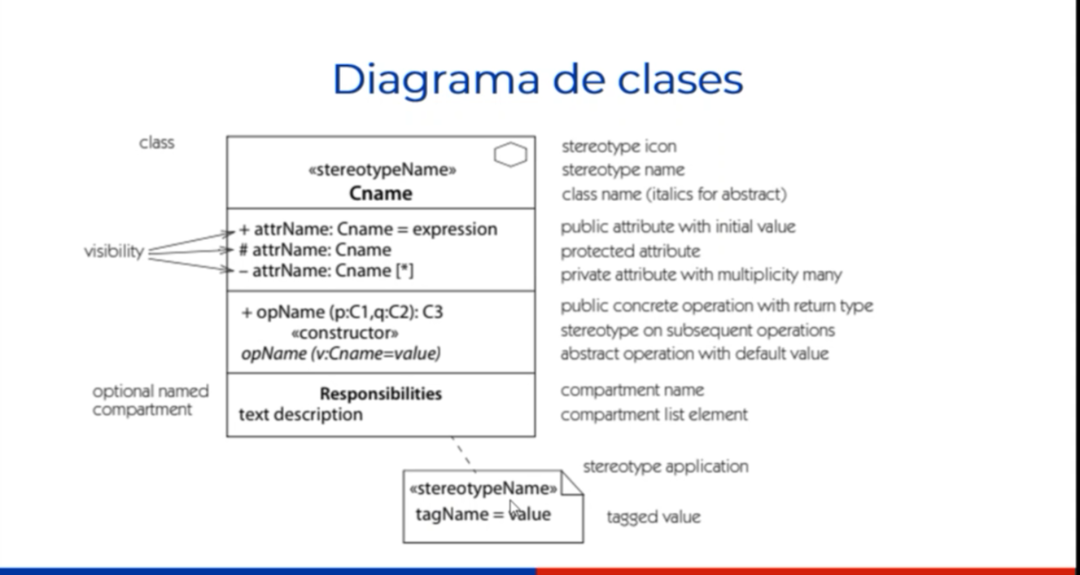 Diagrama de clases
class
«stereotypeName»
Cname
stereotype icon
stereotype name
class name (italics for abstract)
visibility
+ attrName: Cname = expression
# attrName: Cname
– attrName: Cname [*]
public attribute with initial value
protected attribute
private attribute with multiplicity many
+ opName (p:C1,q:C2): C3
«constructor»
opName (v:Cname=value)
public concrete operation with return type
stereotype on subsequent operations
abstract operation with default value
optional named
compartment
Responsibilities
text description
compartment name
compartment list element
«stereotypeName»
tagName = value
stereotype application
tagged value